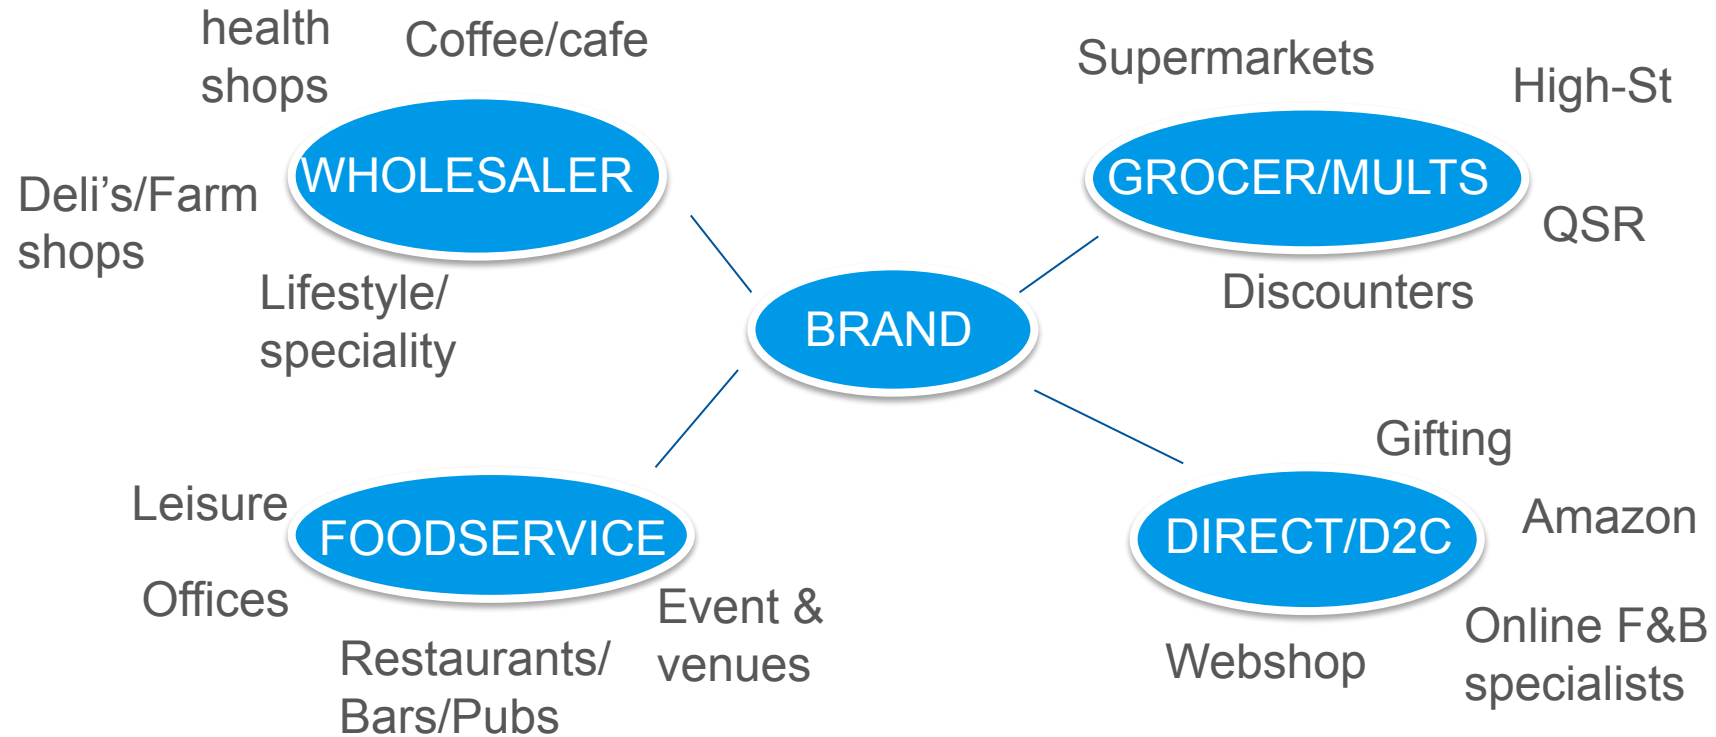 health
shops
Coffee/cafe
WHOLESALER
Deli’s/Farm
shops
Lifestyle/
speciality
Supermarkets
High-St
GROCER/MULTS
QSR
Discounters
BRAND
Leisure
FOODSERVICE
Offices
Event &
venues
Restaurants/
Bars/Pubs
Gifting
DIRECT/D2C
Amazon
Webshop
Online F&B
specialists